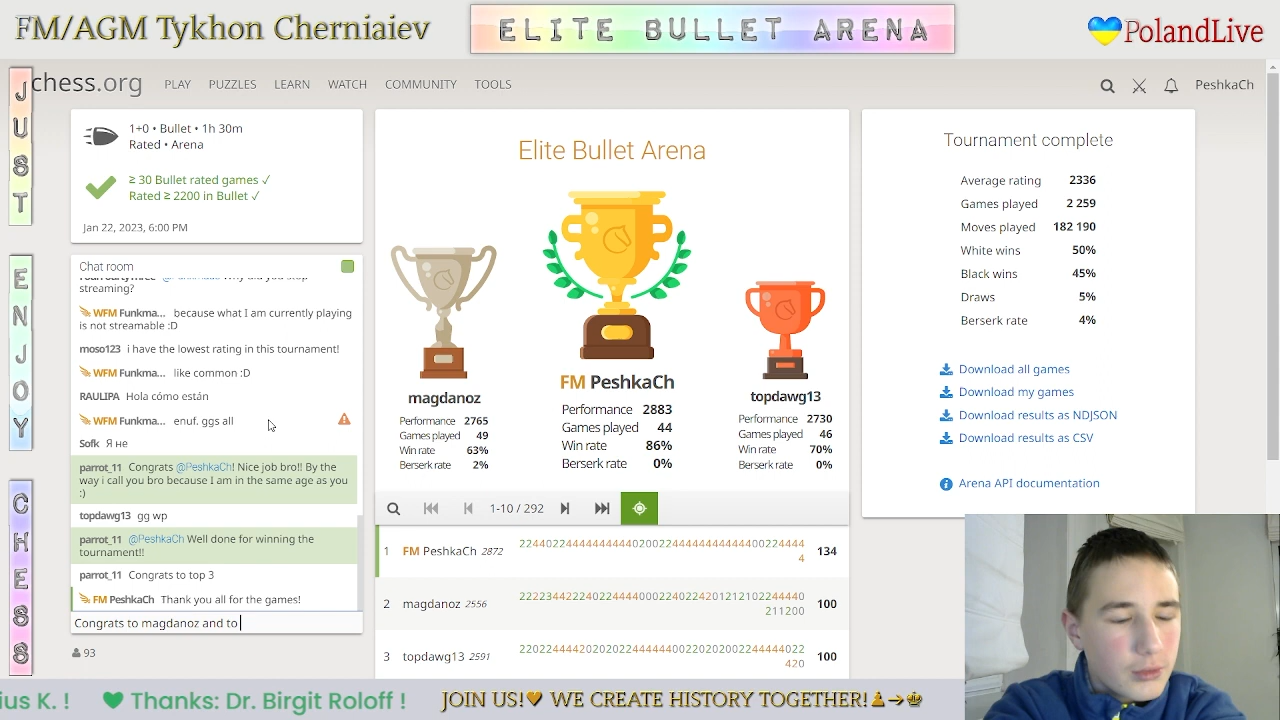 FM/AGM Tykhon Cherniaiev
ELITE BULLET ARENA
PolandLive
JUST
ENJOY
CHESS
chess.org
PLAY PUZZLES LEARN WATCH COMMUNITY TOOLS
PeshkaCh
1+0 • Bullet • 1h 30m
Rated • Arena
≥ 30 Bullet rated games ✓
Rated ≥ 2200 in Bullet ✓
Jan 22, 2023, 6:00 PM
Chat room
streaming?
WFM Funkma... because what I am currently playing
is not streamable :D
moso123 i have the lowest rating in this tournament!
WFM Funkma... like common :D
RAULIPA Hola cómo están
WFM Funkma... enuf. ggs all
Sofk Я не
parrot_11 Congrats @PeshkaCh! Nice job bro!! By the
way i call you bro because I am in the same age as you
:)
topdawg13 gg wp
parrot_11 @PeshkaCh Well done for winning the
tournament!!
parrot_11 Congrats to top 3
FM PeshkaCh Thank you all for the games!
Congrats to magdanoz and to
93
Elite Bullet Arena
magdanoz
Performance 2765
Games played 49
Win rate 63%
Berserk rate 2%
FM PeshkaCh
Performance 2883
Games played 44
Win rate 86%
Berserk rate 0%
topdawg13
Performance 2730
Games played 46
Win rate 70%
Berserk rate 0%
1-10 / 292
1 FM PeshkaCh 2872 134
2 magdanoz 2556 100
3 topdawg13 2591 100
Tournament complete
Average rating 2336
Games played 2 259
Moves played 182 190
White wins 50%
Black wins 45%
Draws 5%
Berserk rate 4%
Download all games
Download my games
Download results as NDJSON
Download results as CSV
Arena API documentation
ius K. ! Thanks: Dr. Birgit Roloff !
JOIN US!♥ WE CREATE HISTORY TOGETHER!♟→♚